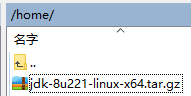 /home/
名字
..
jdk-8u221-linux-x64.tar.gz